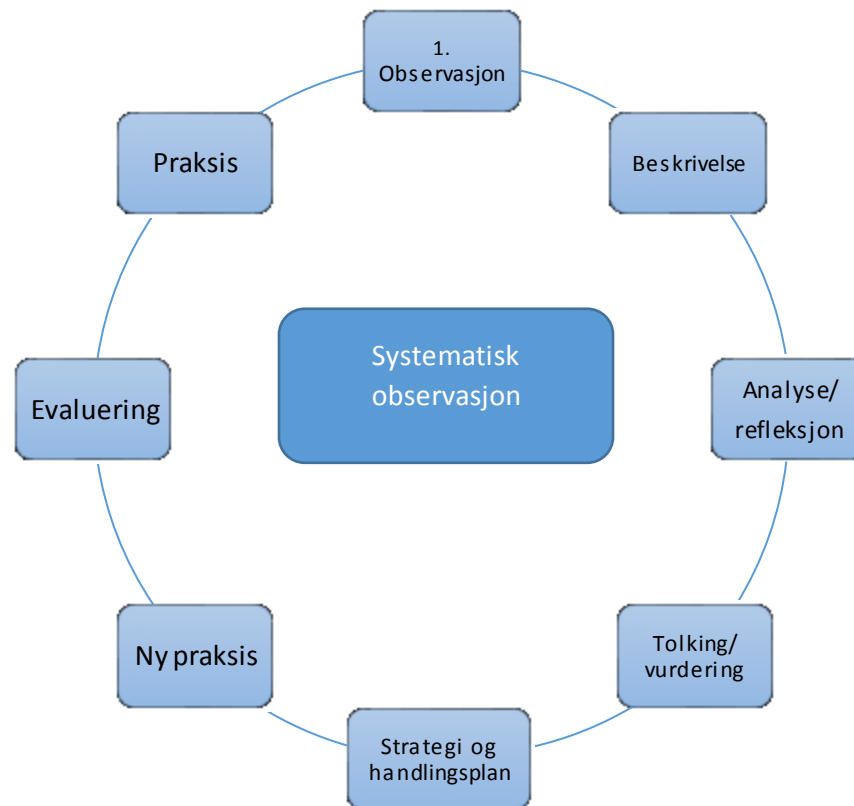 1.
Observasjon
Beskrivelse
Analyse/
refleksjon
Tolking/
vurdering
Strategi og
handlingsplan
Ny praksis
Evaluering
Praksis
Systematisk
observasjon